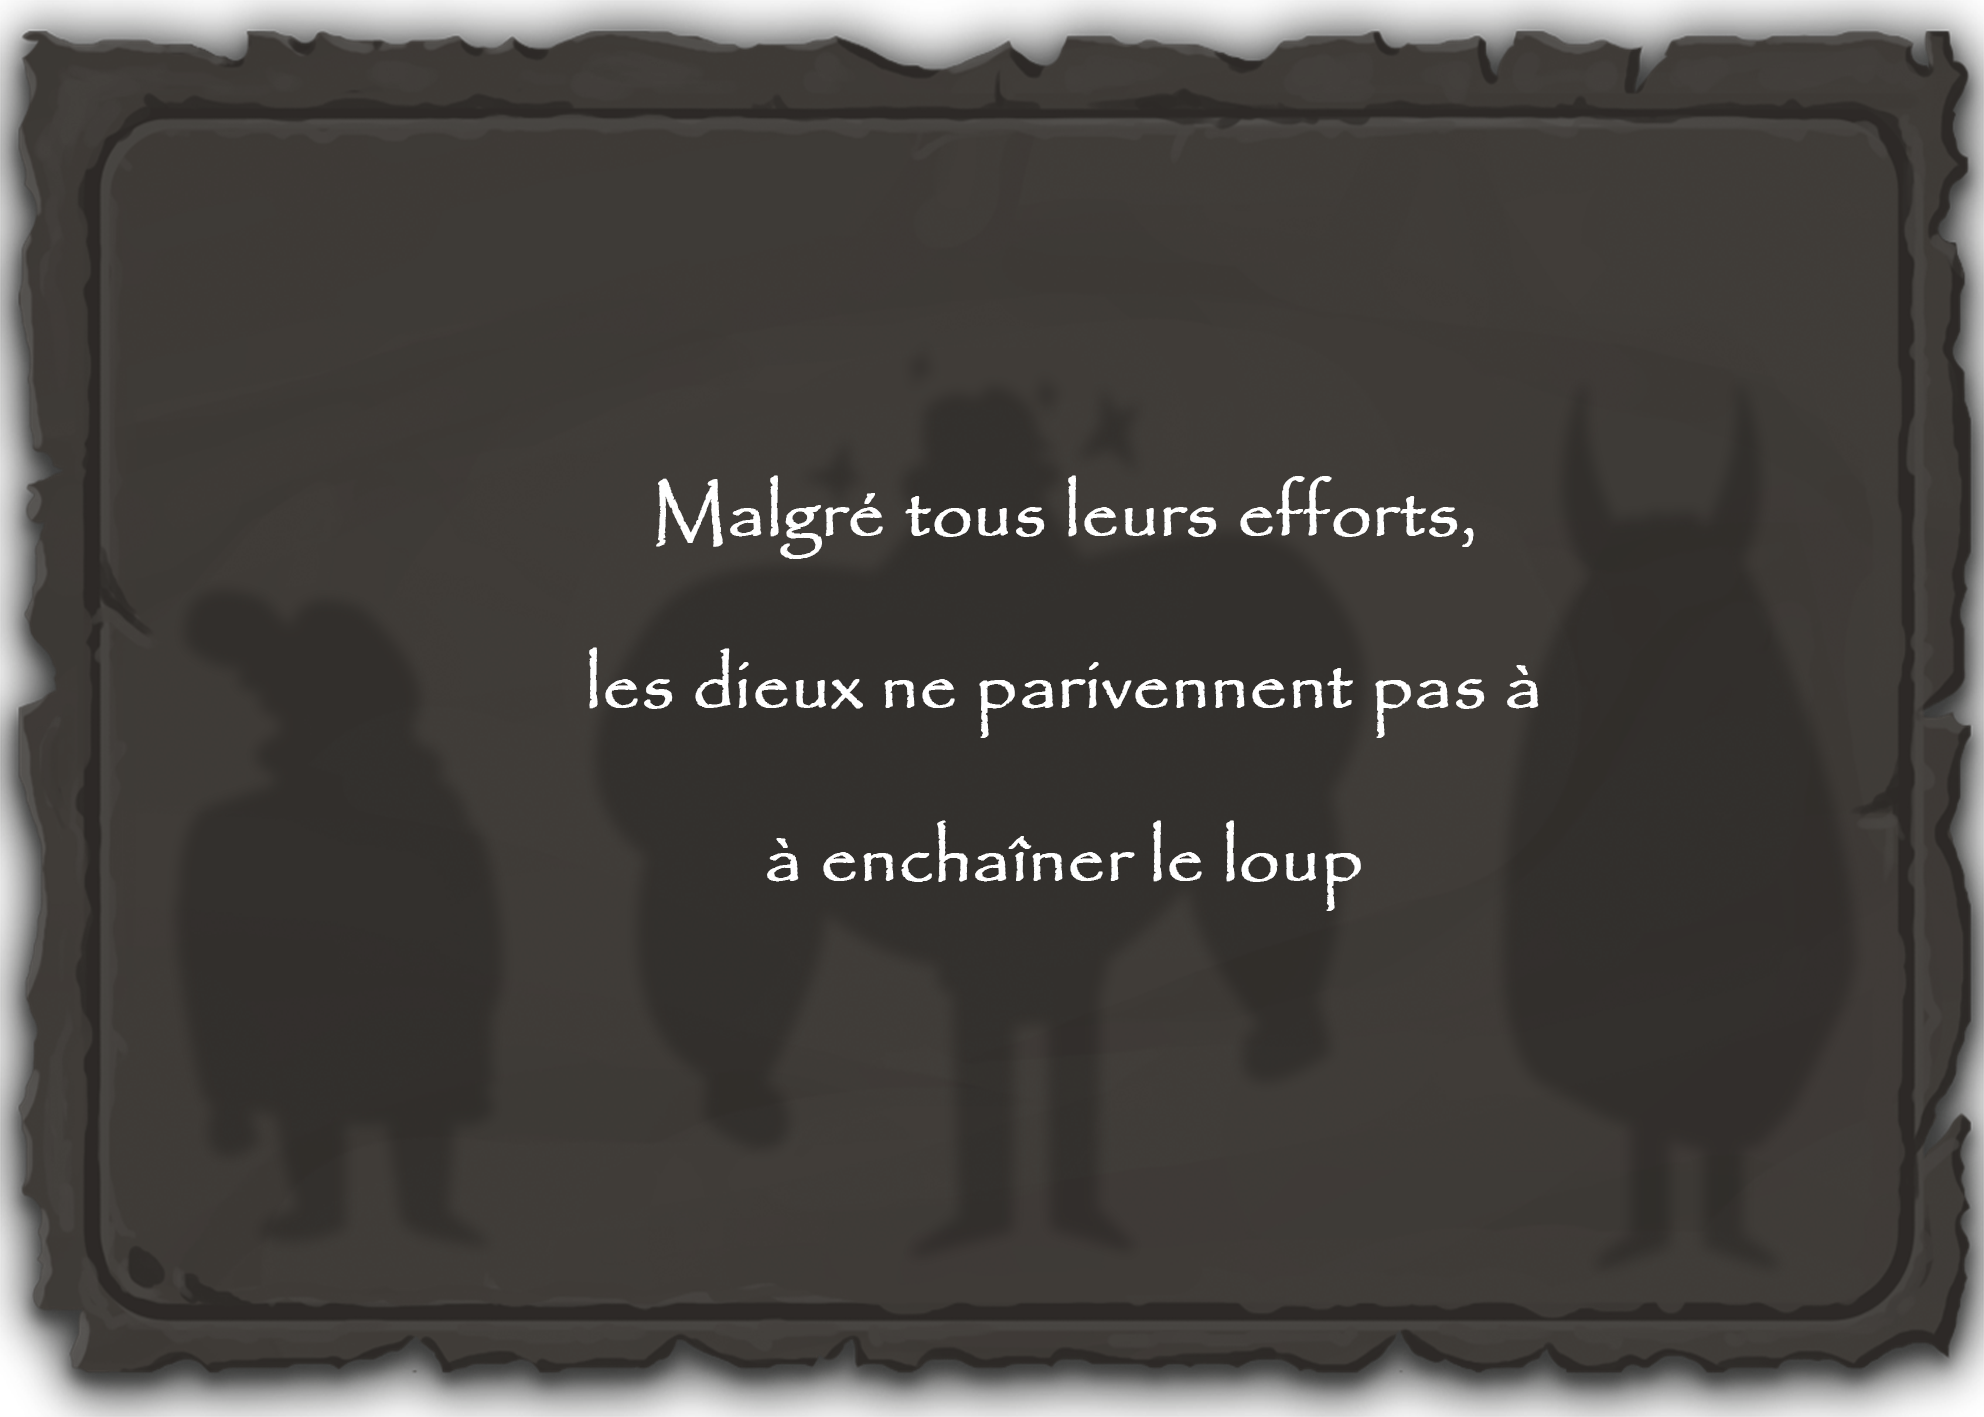 Malgré tous leurs efforts,
les dieux ne parivennent pas à
à enchaîner le loup